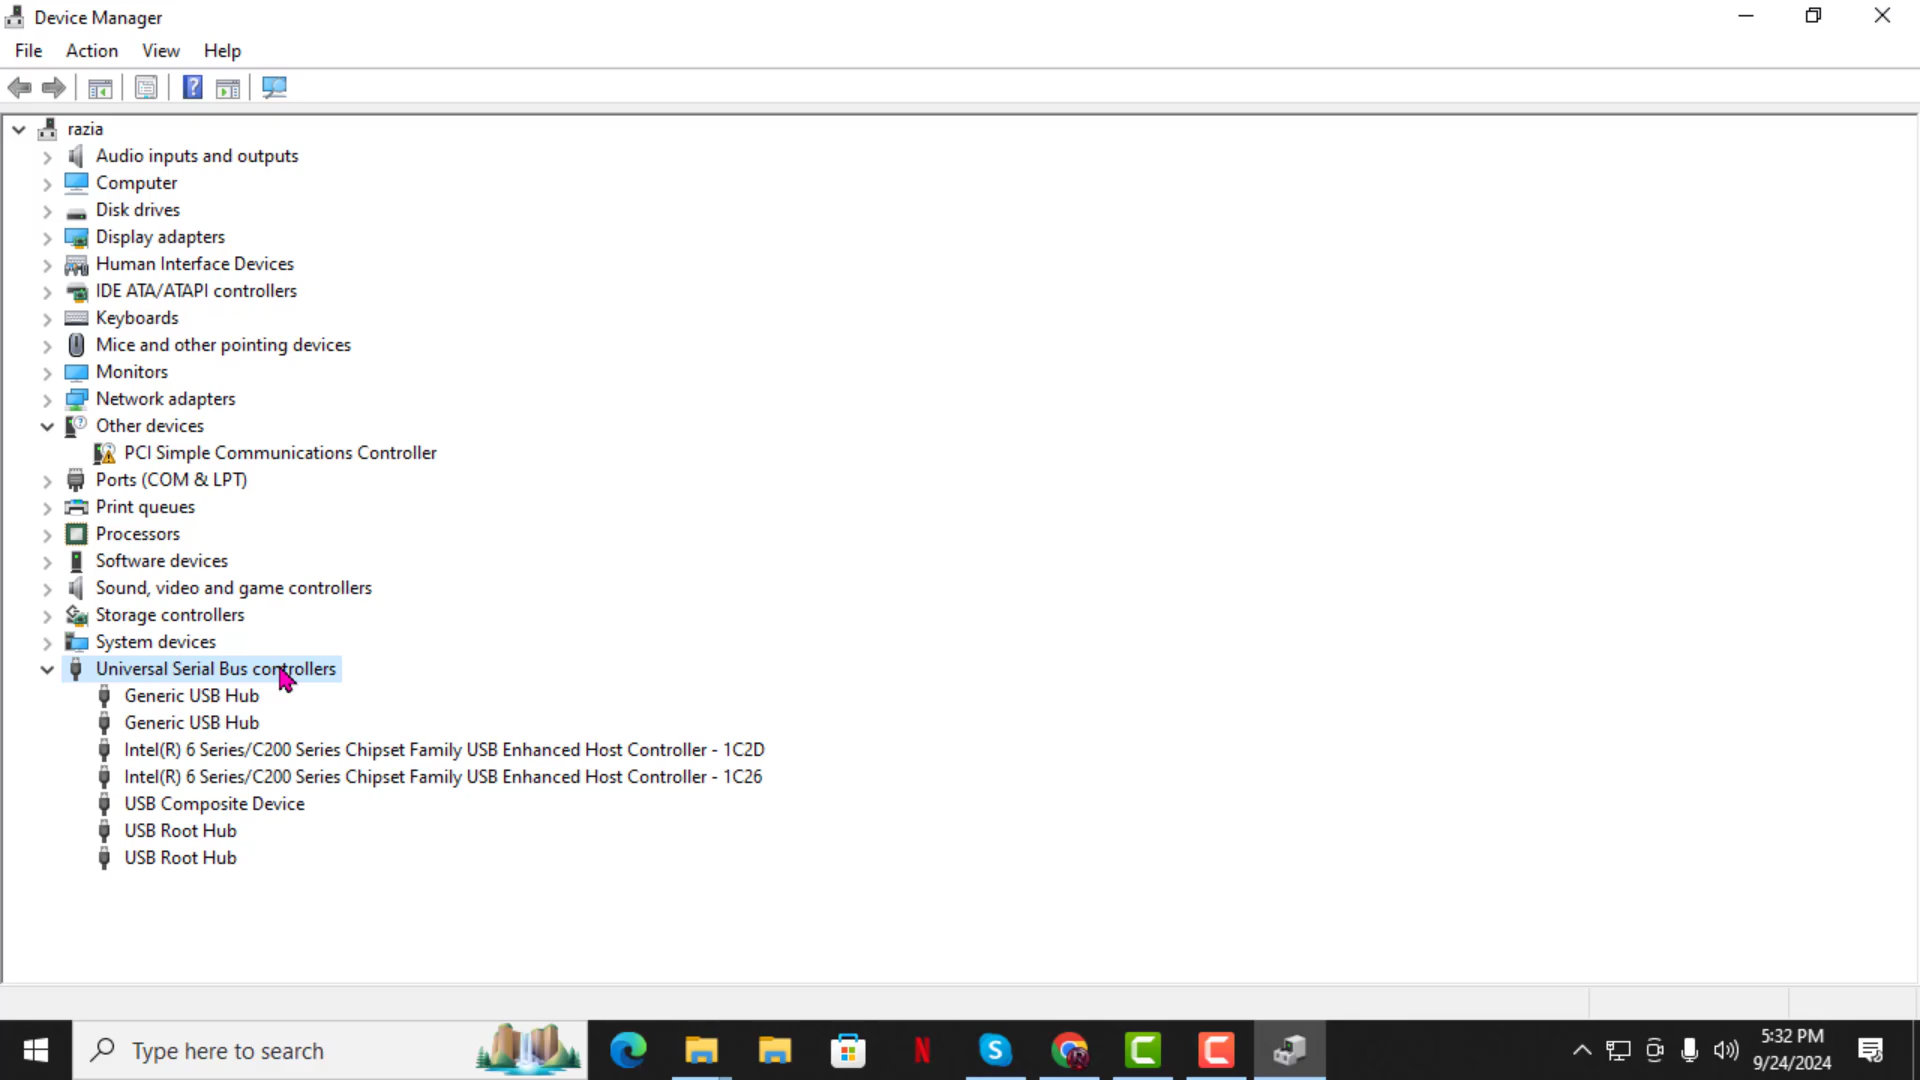 Device Manager
File Action View Help
razia
Audio inputs and outputs
Computer
Disk drives
Display adapters
Human Interface Devices
IDE ATA/ATAPI controllers
Keyboards
Mice and other pointing devices
Monitors
Network adapters
Other devices
PCI Simple Communications Controller
Ports (COM & LPT)
Print queues
Processors
Software devices
Sound, video and game controllers
Storage controllers
System devices
Universal Serial Bus controllers
Generic USB Hub
Generic USB Hub
Intel(R) 6 Series/C200 Series Chipset Family USB Enhanced Host Controller - 1C2D
Intel(R) 6 Series/C200 Series Chipset Family USB Enhanced Host Controller - 1C26
USB Composite Device
USB Root Hub
USB Root Hub
Type here to search
5:32 PM
9/24/2024